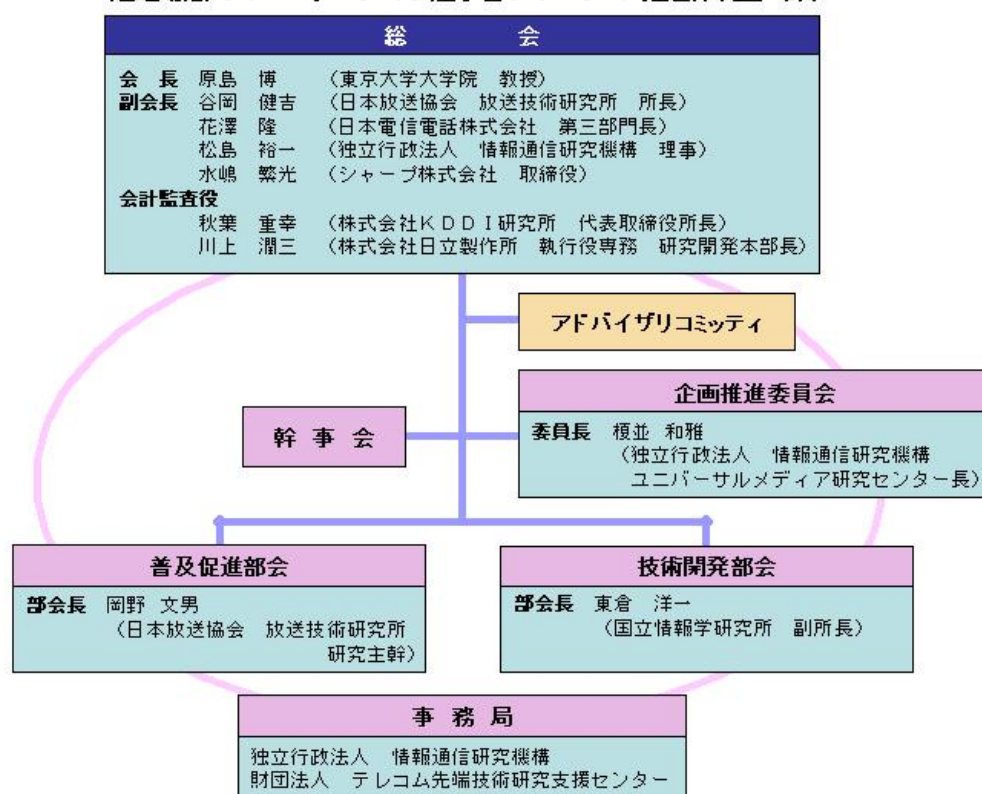 総　会
会　長　原島　博　（東京大学大学院　教授）
副会長　谷岡　健吉　（日本放送協会　放送技術研究所　所長）
花澤　隆　（日本電信電話株式会社　第三部門長）
松島　裕一　（独立行政法人　情報通信研究機構　理事）
水嶋　繁光　（シャープ株式会社　取締役）
会計監査役
秋葉　重幸　（株式会社ＫＤＤＩ研究所　代表取締役所長）
川上　潤三　（株式会社日立製作所　執行役専務　研究開発本部長）
アドバイザリコミッティ
企画推進委員会
幹 事 会
委員長　榎並 和雅
（独立行政法人　情報通信研究機構
ユニバーサルメディア研究センター長）
普及促進部会
部会長　岡野 文男
（日本放送協会　放送技術研究所
研究主幹）
技術開発部会
部会長　東倉 洋一
（国立情報学研究所　副所長）
事 務 局
独立行政法人　情報通信研究機構
財団法人　テレコム先端技術研究支援センター